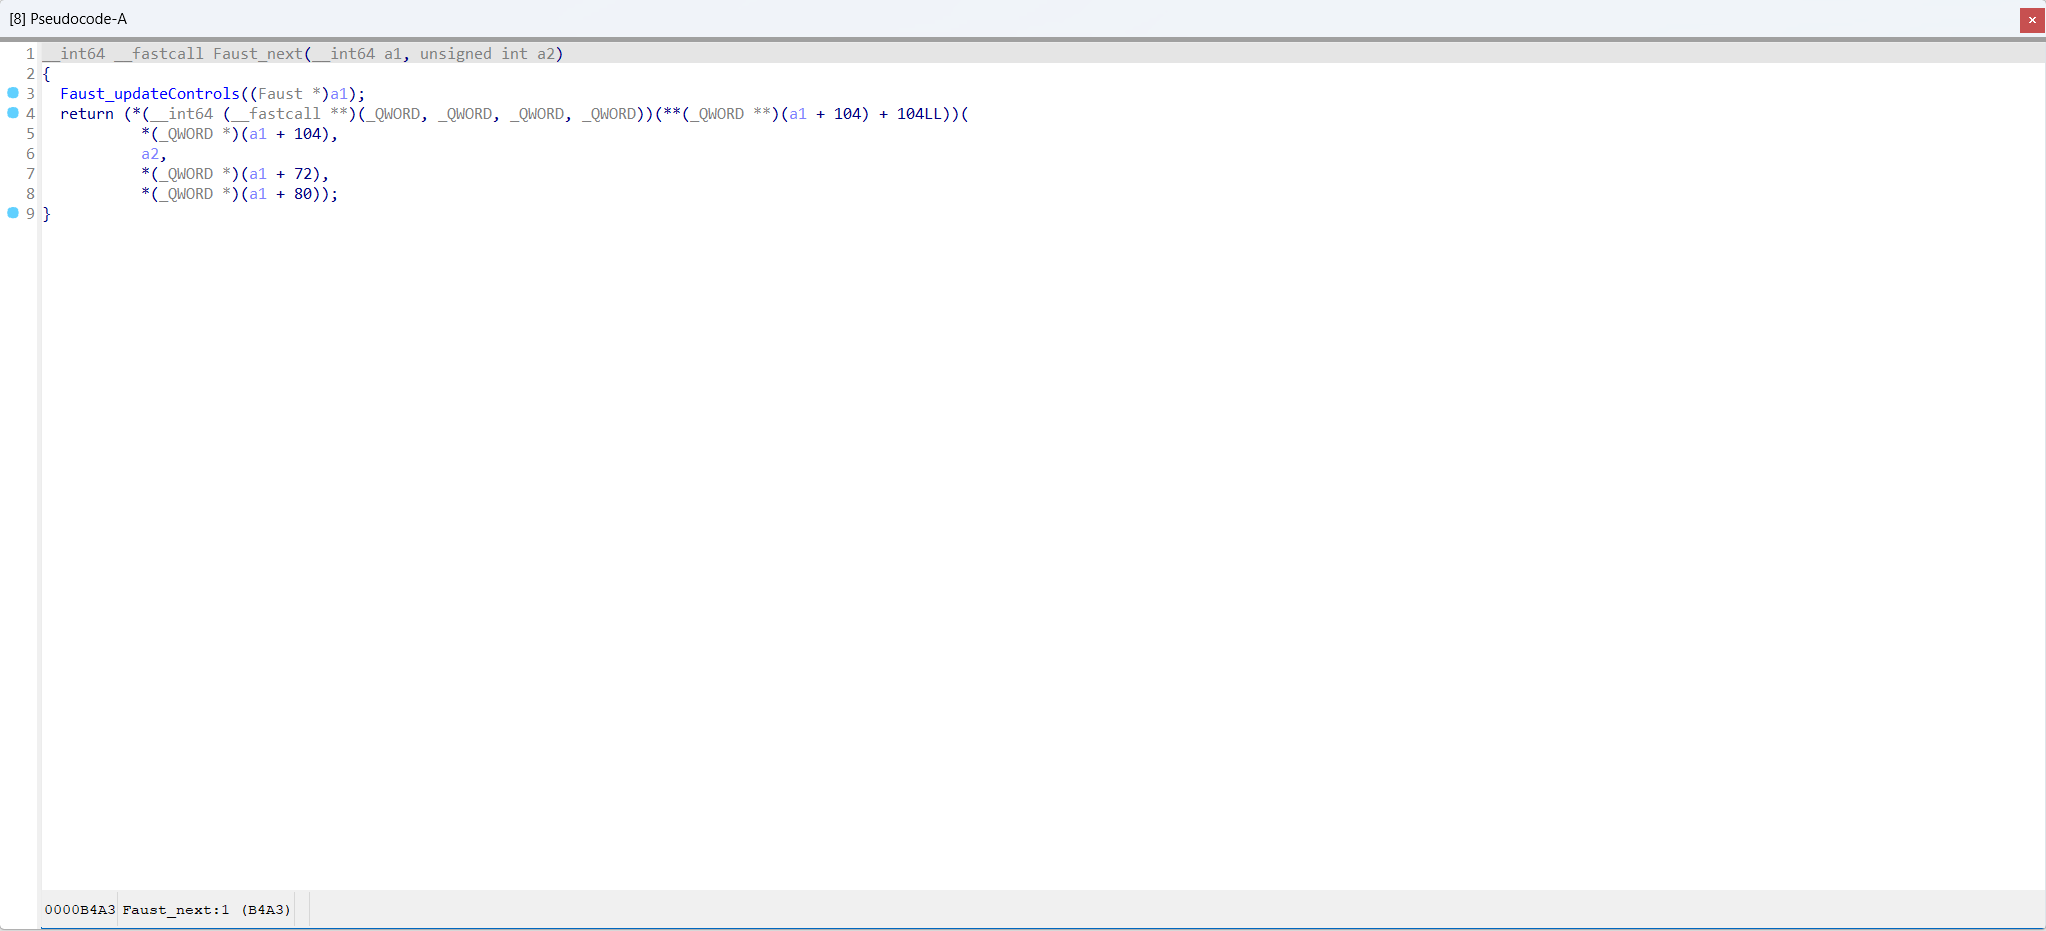 [8] Pseudocode-A
×
1 __int64 __fastcall Faust_next(__int64 a1, unsigned int a2)
2 {
3   Faust_updateControls((Faust *)a1);
4   return (*(__int64 (__fastcall **)(_QWORD, _QWORD, _QWORD, _QWORD))(**(_QWORD **)(a1 + 104) + 104LL))(
5            *(_QWORD *)(a1 + 104),
6            a2,
7            *(_QWORD *)(a1 + 72),
8            *(_QWORD *)(a1 + 80));
9 }
0000B4A3 Faust_next:1 (B4A3)